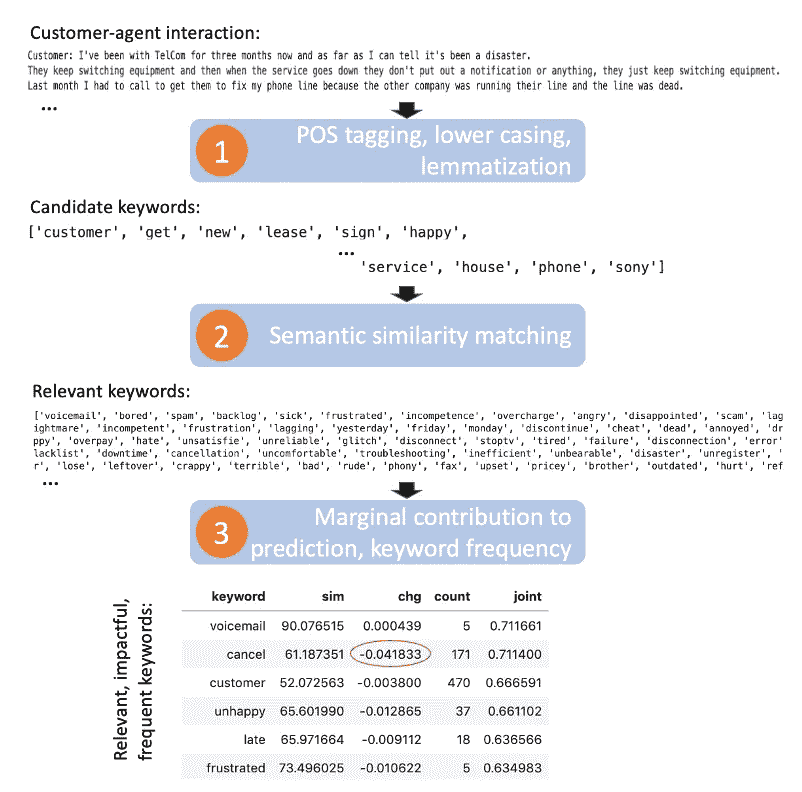 Customer-agent interaction:
Customer: I've been with TelCom for three months now and as far as I can tell it's been a disaster.
They keep switching equipment and then when the service goes down they don't put out a notification or anything, they just keep switching equipment.
Last month I had to call to get them to fix my phone line because the other company was running their line and the line was dead.
...
1
POS tagging, lower casing,
lemmatization
Candidate keywords:
['customer', 'get', 'new', 'lease', 'sign', 'happy',
...
'service', 'house', 'phone', 'sony']
2
Semantic similarity matching
Relevant keywords:
['voicemail', 'bored', 'spam', 'backlog', 'sick', 'frustrated', 'incompetence', 'overcharge', 'angry', 'disappointed', 'scam', 'lag
ightmare', 'incompetent', 'frustration', 'lagging', 'yesterday', 'friday', 'monday', 'discontinue', 'cheat', 'dead', 'annoyed', 'dr
ppy', 'overpay', 'hate', 'unsatisfie', 'unreliable', 'glitch', 'disconnect', 'stoptv', 'tired', 'failure', 'disconnection', 'error'
lacklist', 'downtime', 'cancellation', 'uncomfortable', 'troubleshooting', 'inefficient', 'unbearable', 'disaster', 'unregister', '
r', 'lose', 'leftover', 'crappy', 'terrible', 'bad', 'rude', 'phony', 'fax', 'upset', 'pricey', 'brother', 'outdated', 'hurt', 'ref
...
3
Marginal contribution to
prediction, keyword frequency
Relevant, impactful,
frequent keywords:
keyword sim chg count joint
voicemail 90.076515 0.000439 5 0.711661
cancel 61.187351 -0.041833 171 0.711400
customer 52.072563 -0.003800 470 0.666591
unhappy 65.601990 -0.012865 37 0.661102
late 65.971664 -0.009112 18 0.636566
frustrated 73.496025 -0.010622 5 0.634983